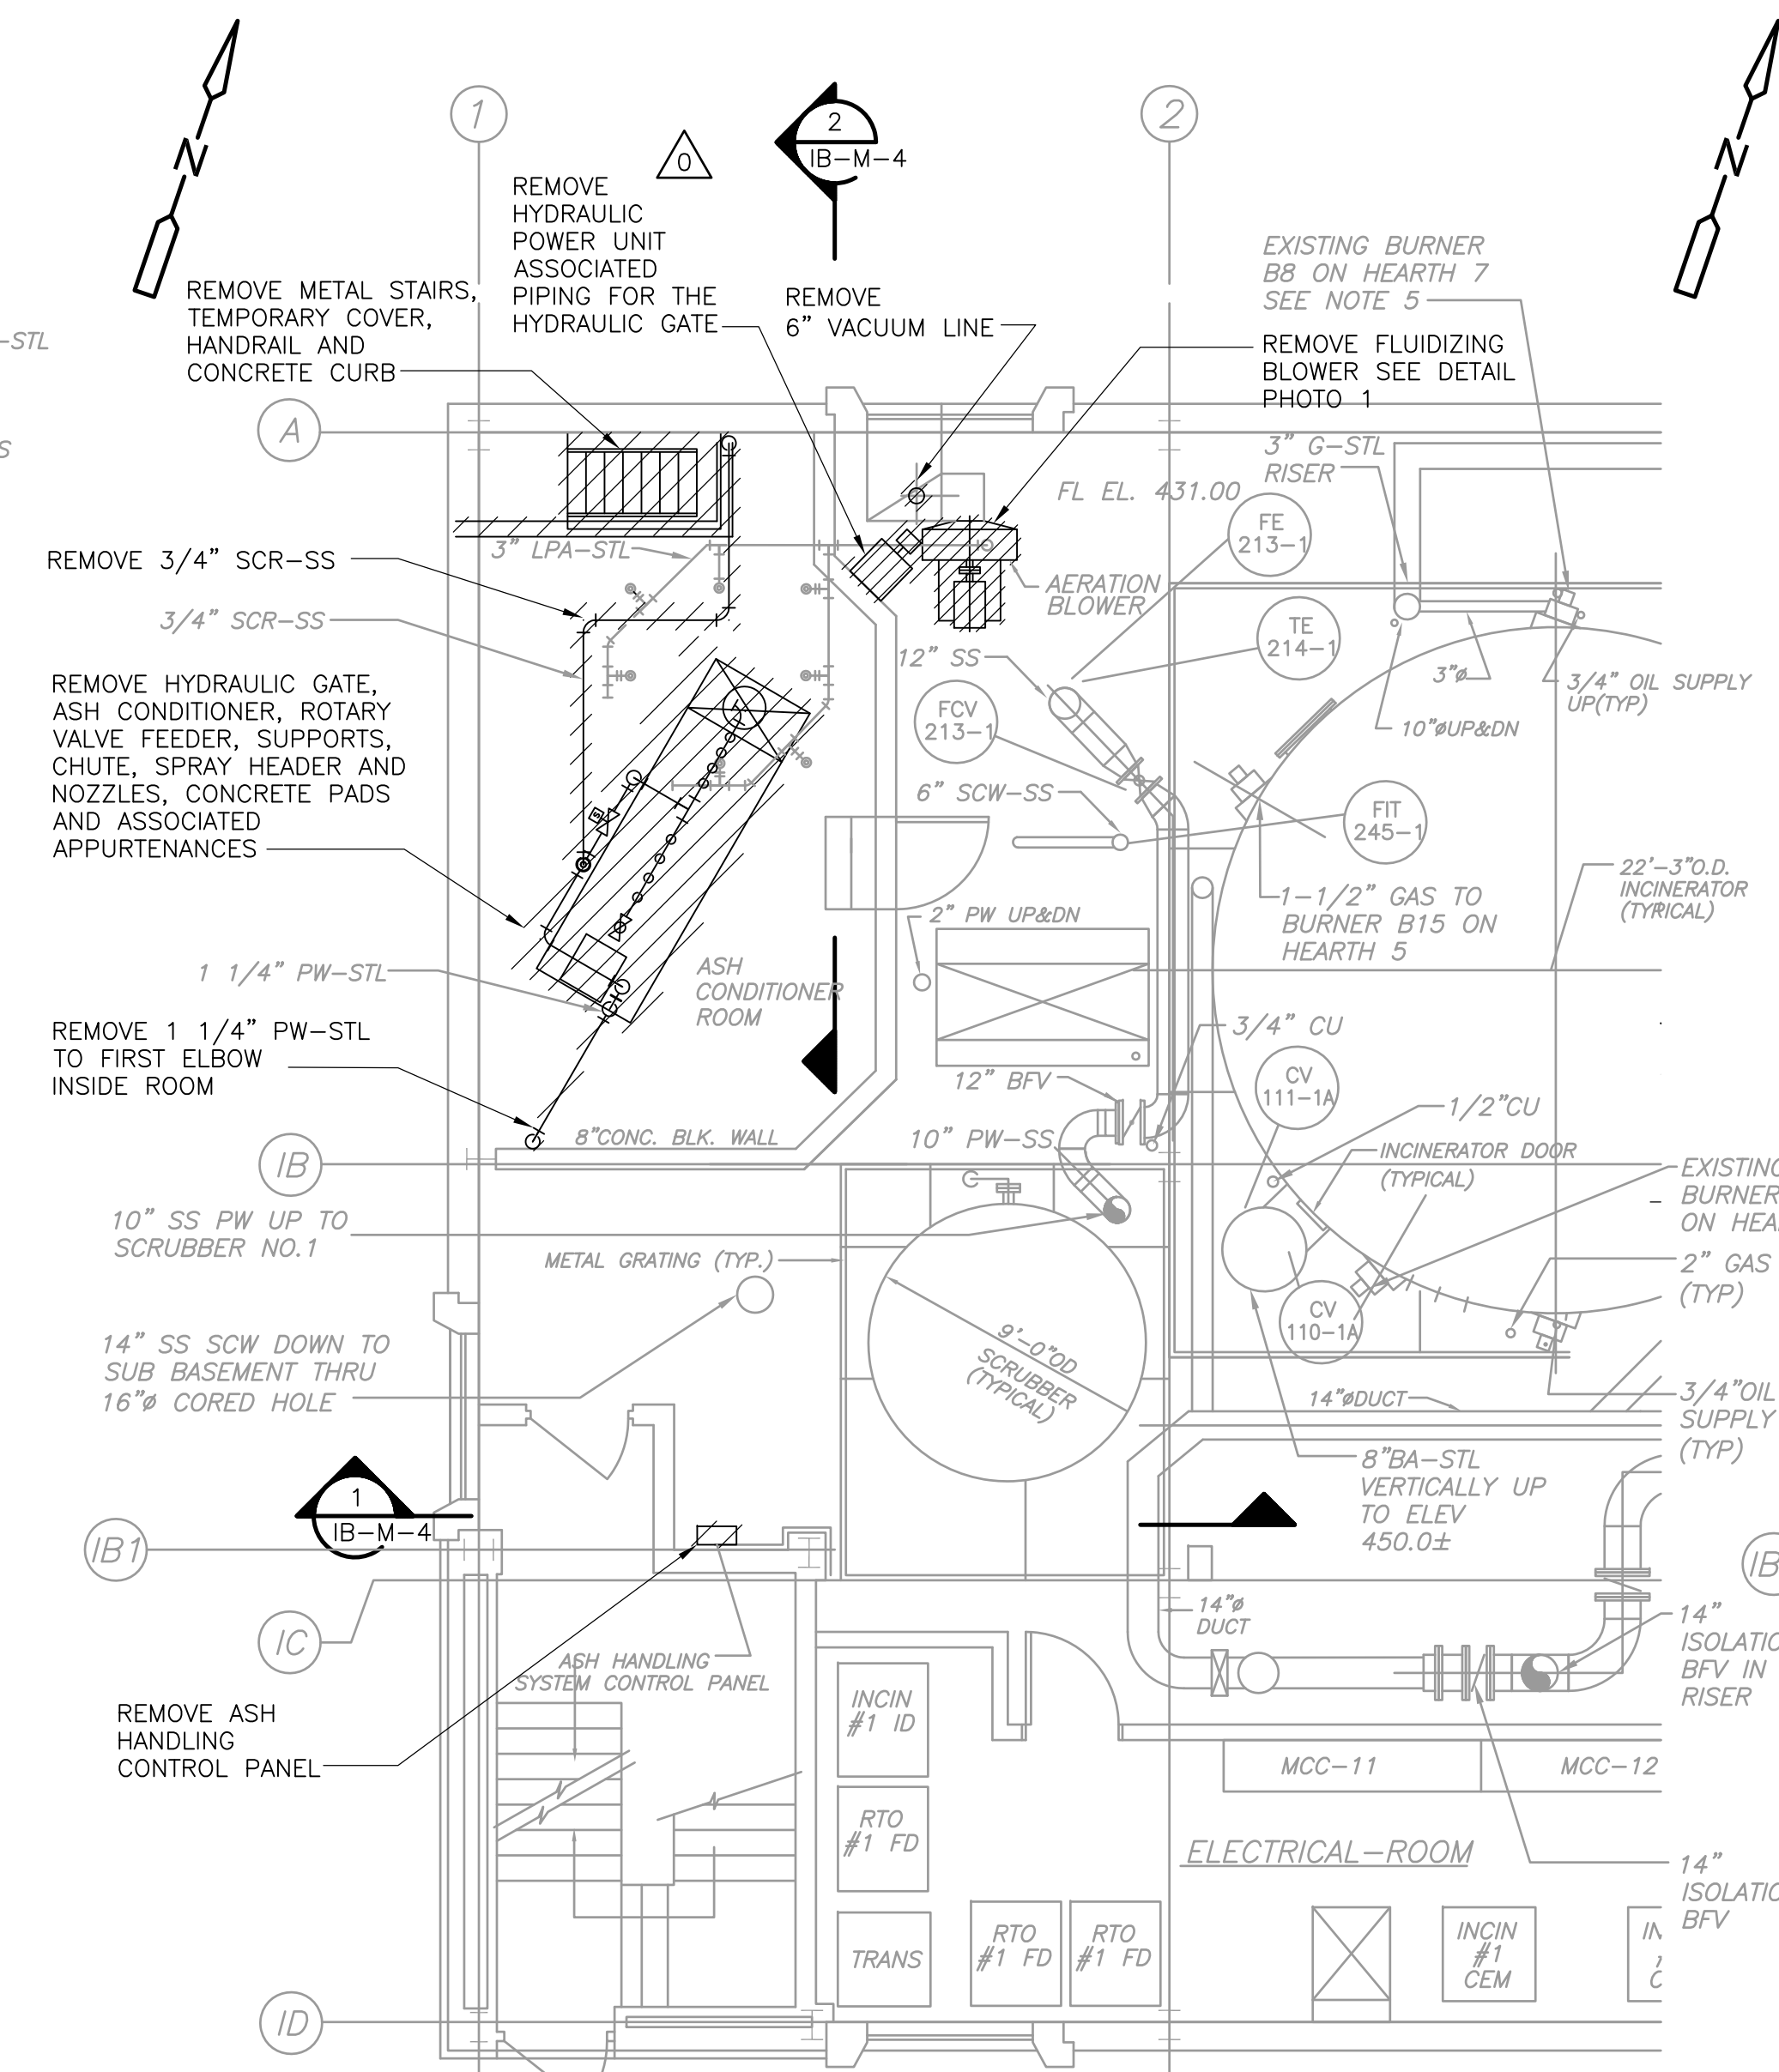 N
N
1
2
2
IB-M-4
0
REMOVE
HYDRAULIC
POWER UNIT
ASSOCIATED
PIPING FOR THE
HYDRAULIC GATE
REMOVE METAL STAIRS,
TEMPORARY COVER,
HANDRAIL AND
CONCRETE CURB
REMOVE
6" VACUUM LINE
EXISTING BURNER
B8 ON HEARTH 7
SEE NOTE 5
REMOVE FLUIDIZING
BLOWER SEE DETAIL
PHOTO 1
-STL
S
A
3" G-STL
RISER
FL EL. 431.00
FE
213-1
REMOVE 3/4" SCR-SS
3" LPA-STL
AERATION
BLOWER
3/4" SCR-SS
TE
214-1
12" SS
3"ø
3/4" OIL SUPPLY
UP(TYP)
REMOVE HYDRAULIC GATE,
ASH CONDITIONER, ROTARY
VALVE FEEDER, SUPPORTS,
CHUTE, SPRAY HEADER AND
NOZZLES, CONCRETE PADS
AND ASSOCIATED
APPURTENANCES
FCV
213-1
10"øUP&DN
6" SCW-SS
FIT
245-1
S
22'-3"O.D.
INCINERATOR
(TYPICAL)
1-1/2" GAS TO
BURNER B15 ON
HEARTH 5
2" PW UP&DN
1 1/4" PW-STL
ASH
CONDITIONER
ROOM
REMOVE 1 1/4" PW-STL
TO FIRST ELBOW
INSIDE ROOM
3/4" CU
12" BFV
CV
111-1A
1/2"CU
8"CONC. BLK. WALL
10" PW-SS
INCINERATOR DOOR
(TYPICAL)
IB
EXISTING
BURNER
ON HEA
10" SS PW UP TO
SCRUBBER NO.1
METAL GRATING (TYP.)
2" GAS
(TYP)
CV
110-1A
14" SS SCW DOWN TO
SUB BASEMENT THRU
16"ø CORED HOLE
9'-0"OD
SCRUBBER
(TYPICAL)
14"øDUCT
3/4"OIL
SUPPLY
(TYP)
8"BA-STL
VERTICALLY UP
TO ELEV
450.0±
1
IB-M-4
IB1
IB
IC
14"ø
DUCT
14"
ISOLATIO
BFV IN
RISER
ASH HANDLING
SYSTEM CONTROL PANEL
REMOVE ASH
HANDLING
CONTROL PANEL
INCIN
#1 ID
MCC-11
MCC-12
RTO
#1 FD
ELECTRICAL-ROOM
14"
ISOLATIO
BFV
TRANS
RTO
#1 FD
RTO
#1 FD
INCIN
#1
CEM
ID